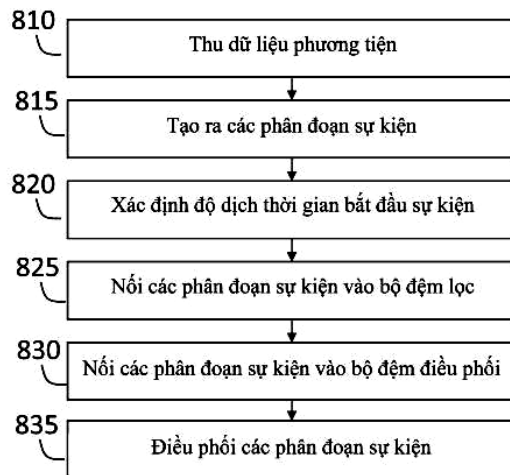 810
Thu dữ liệu phương tiện
815
Tạo ra các phân đoạn sự kiện
820
Xác định độ dịch thời gian bắt đầu sự kiện
825
Nối các phân đoạn sự kiện vào bộ đệm lọc
830
Nối các phân đoạn sự kiện vào bộ đệm điều phối
835
Điều phối các phân đoạn sự kiện